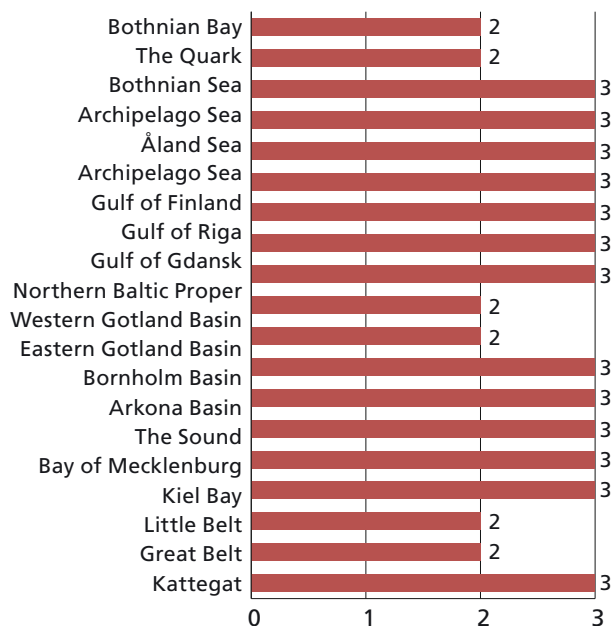 Bothnian Bay
The Quark
Bothnian Sea
Archipelago Sea
Åland Sea
Archipelago Sea
Gulf of Finland
Gulf of Riga
Gulf of Gdansk
Northern Baltic Proper
Western Gotland Basin
Eastern Gotland Basin
Bornholm Basin
Arkona Basin
The Sound
Bay of Mecklenburg
Kiel Bay
Little Belt
Great Belt
Kattegat
2
2
3
3
3
3
3
3
3
2
2
3
3
3
3
3
2
2
3
0 1 2 3